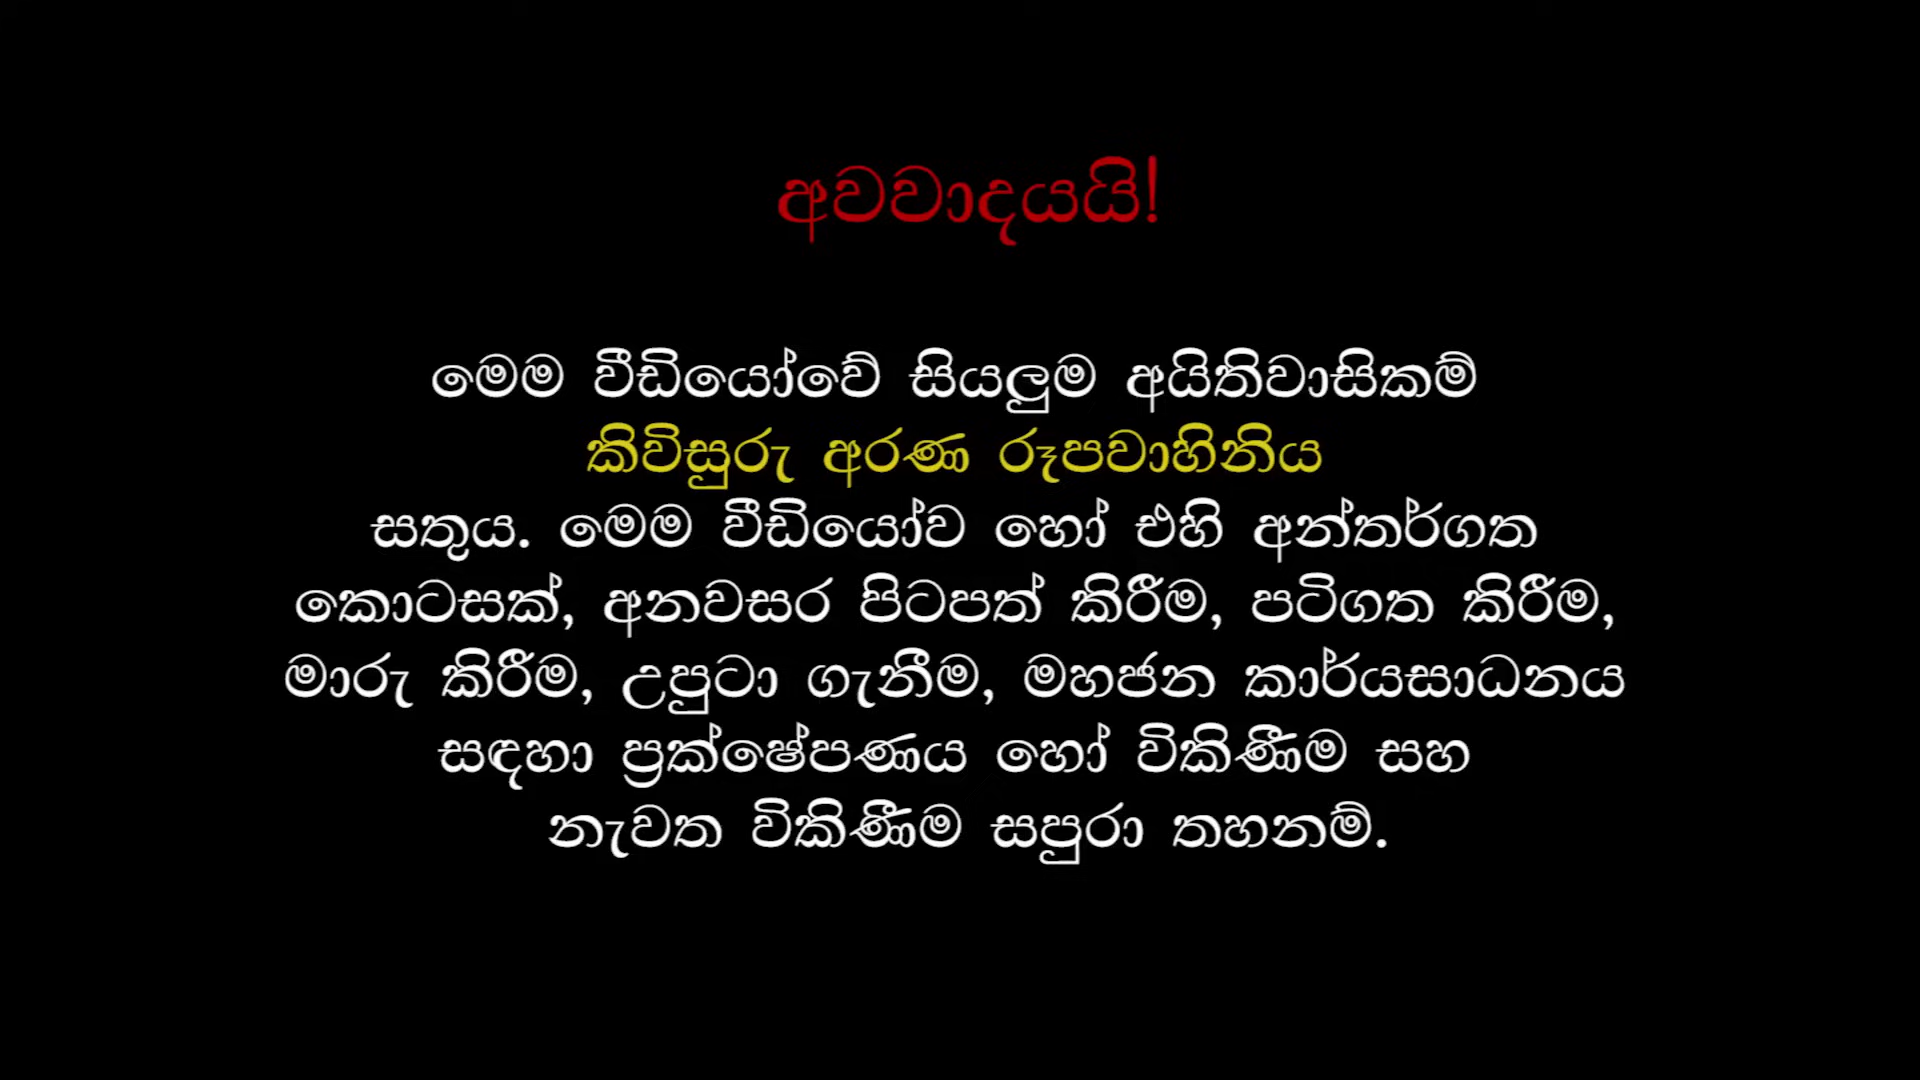 අවවාදයයි!
මෙම වීඩියෝවේ සියලුම අයිතිවාසිකම්
කිවිසුරු අරණ රූපවාහිනිය
සතුය. මෙම වීඩියෝව හෝ එහි අන්තර්ගත
කොටසක්, අනවසර පිටපත් කිරීම, පටිගත කිරීම,
මාරු කිරීම, උපුටා ගැනීම, මහජන කාර්යසාධනය
සඳහා ප්‍රක්ෂේපණය හෝ විකිණීම සහ
නැවත විකිණීම සපුරා තහනම්.